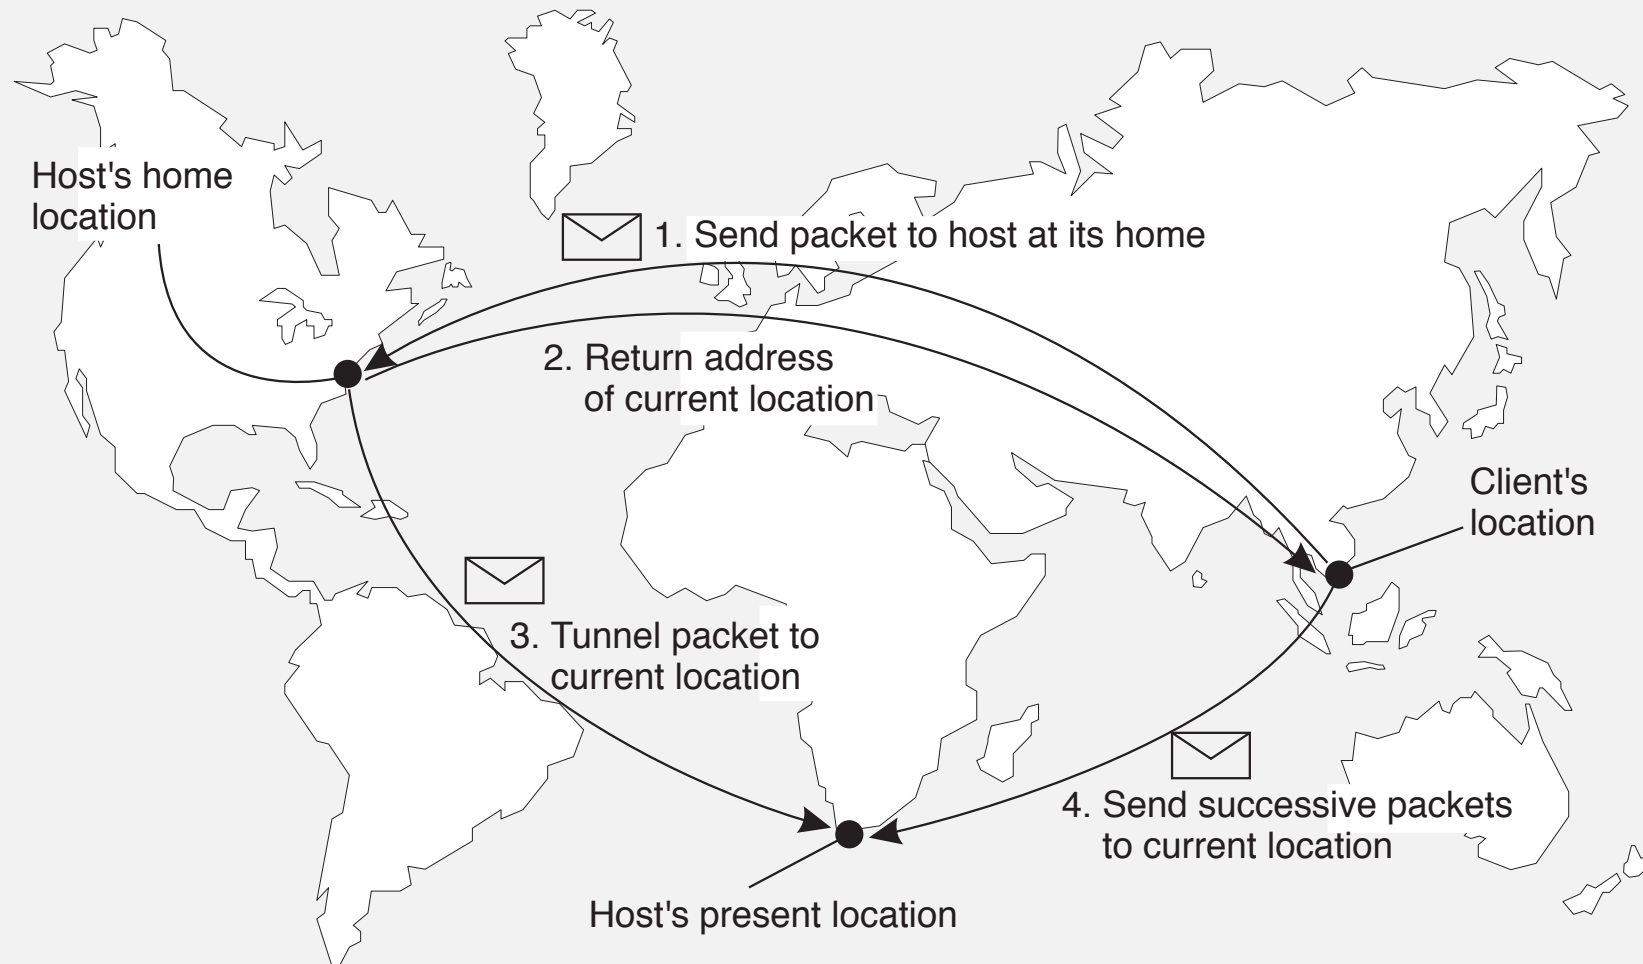 Host's home
location
1. Send packet to host at its home
2. Return address
of current location
Client's
location
3. Tunnel packet to
current location
4. Send successive packets
to current location
Host's present location